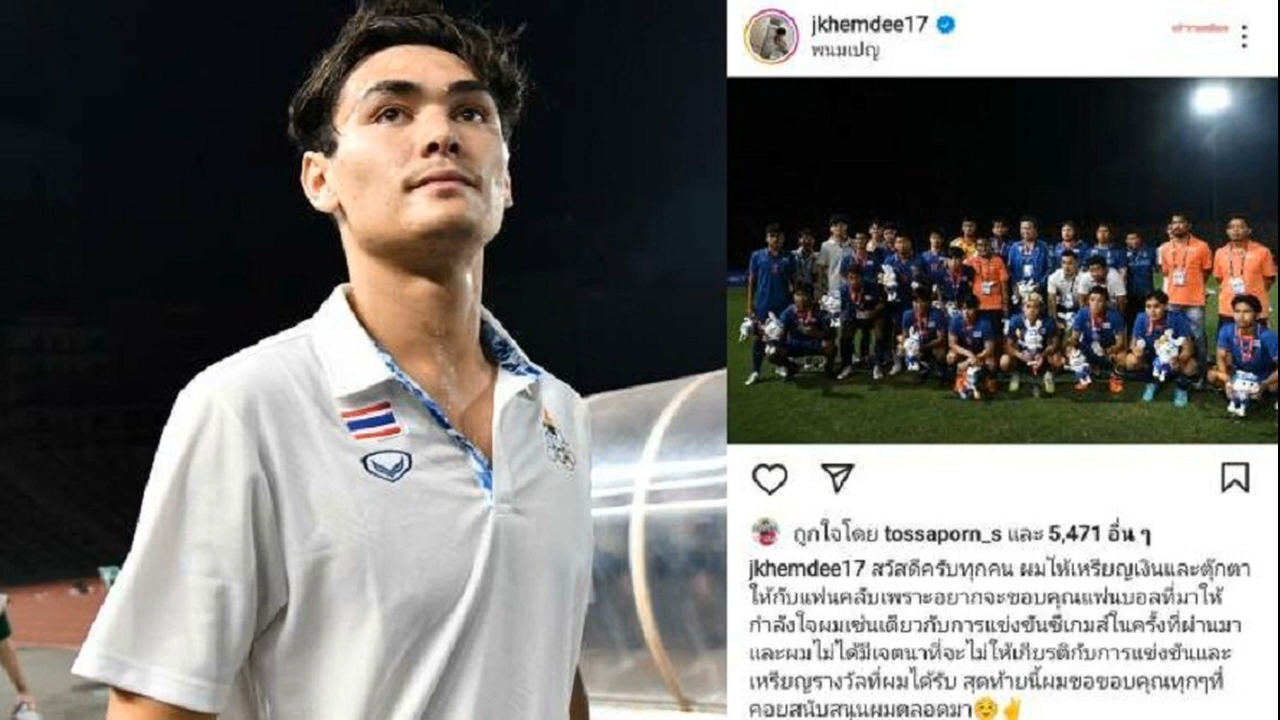 jkhemdee17
พนมเปญ
ถูกใจโดย tossaporn_s และ 5,471 อื่น ๆ
jkhemdee17 สวัสดีครับทุกคน ผมให้เหรียญเงินและตุ๊กตา
ให้กับแฟนคลับเพราะอยากจะขอบคุณแฟนบอลที่มาให้
กำลังใจผมเช่นเดียวกับการแข่งขันซีเกมส์ในครั้งที่ผ่านมา
และผมไม่ได้มีเจตนาที่จะไม่ให้เกียรติกับการแข่งขันและ
เหรียญรางวัลที่ผมได้รับ สุดท้ายนี้ผมขอขอบคุณทุกๆที่
คอยสนับสนุนผมตลอดมา☺️✌️